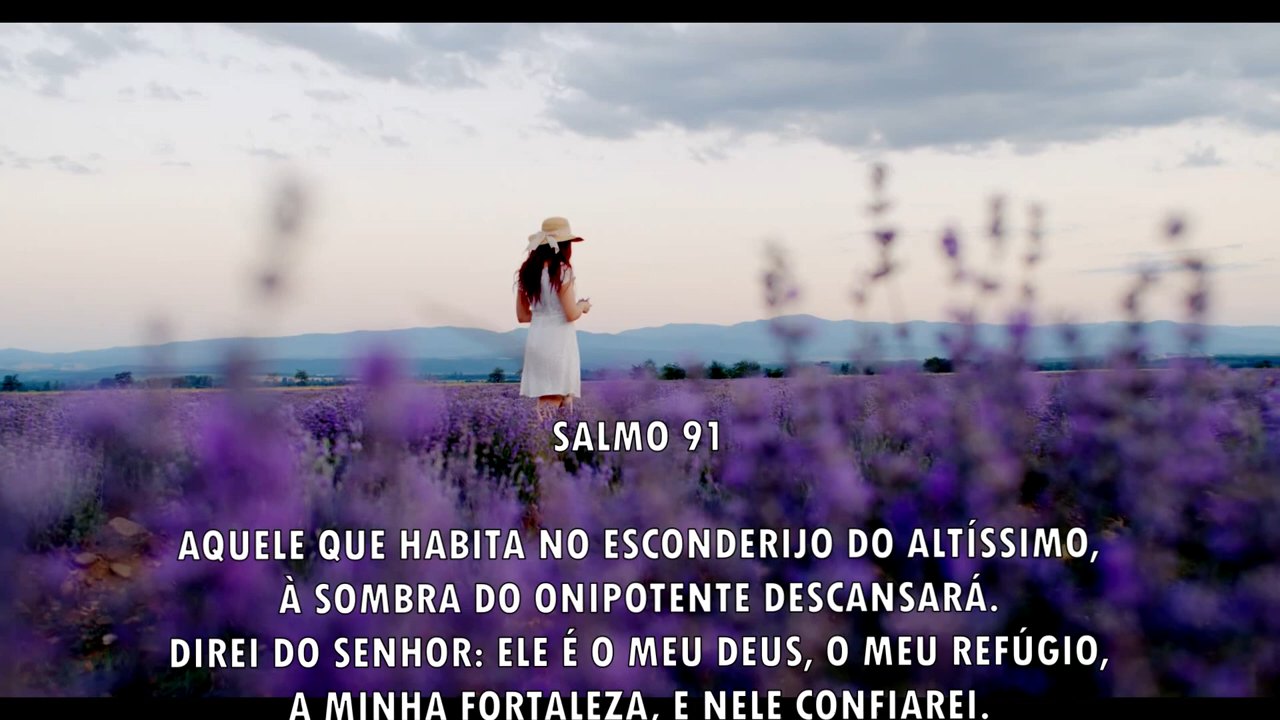 SALMO 91
AQUELE QUE HABITA NO ESCONDERIJO DO ALTÍSSIMO,
À SOMBRA DO ONIPOTENTE DESCANSARÁ.
DIREI DO SENHOR: ELE É O MEU DEUS, O MEU REFÚGIO,
A MINHA FORTALEZA, E NELE CONFIAREI.